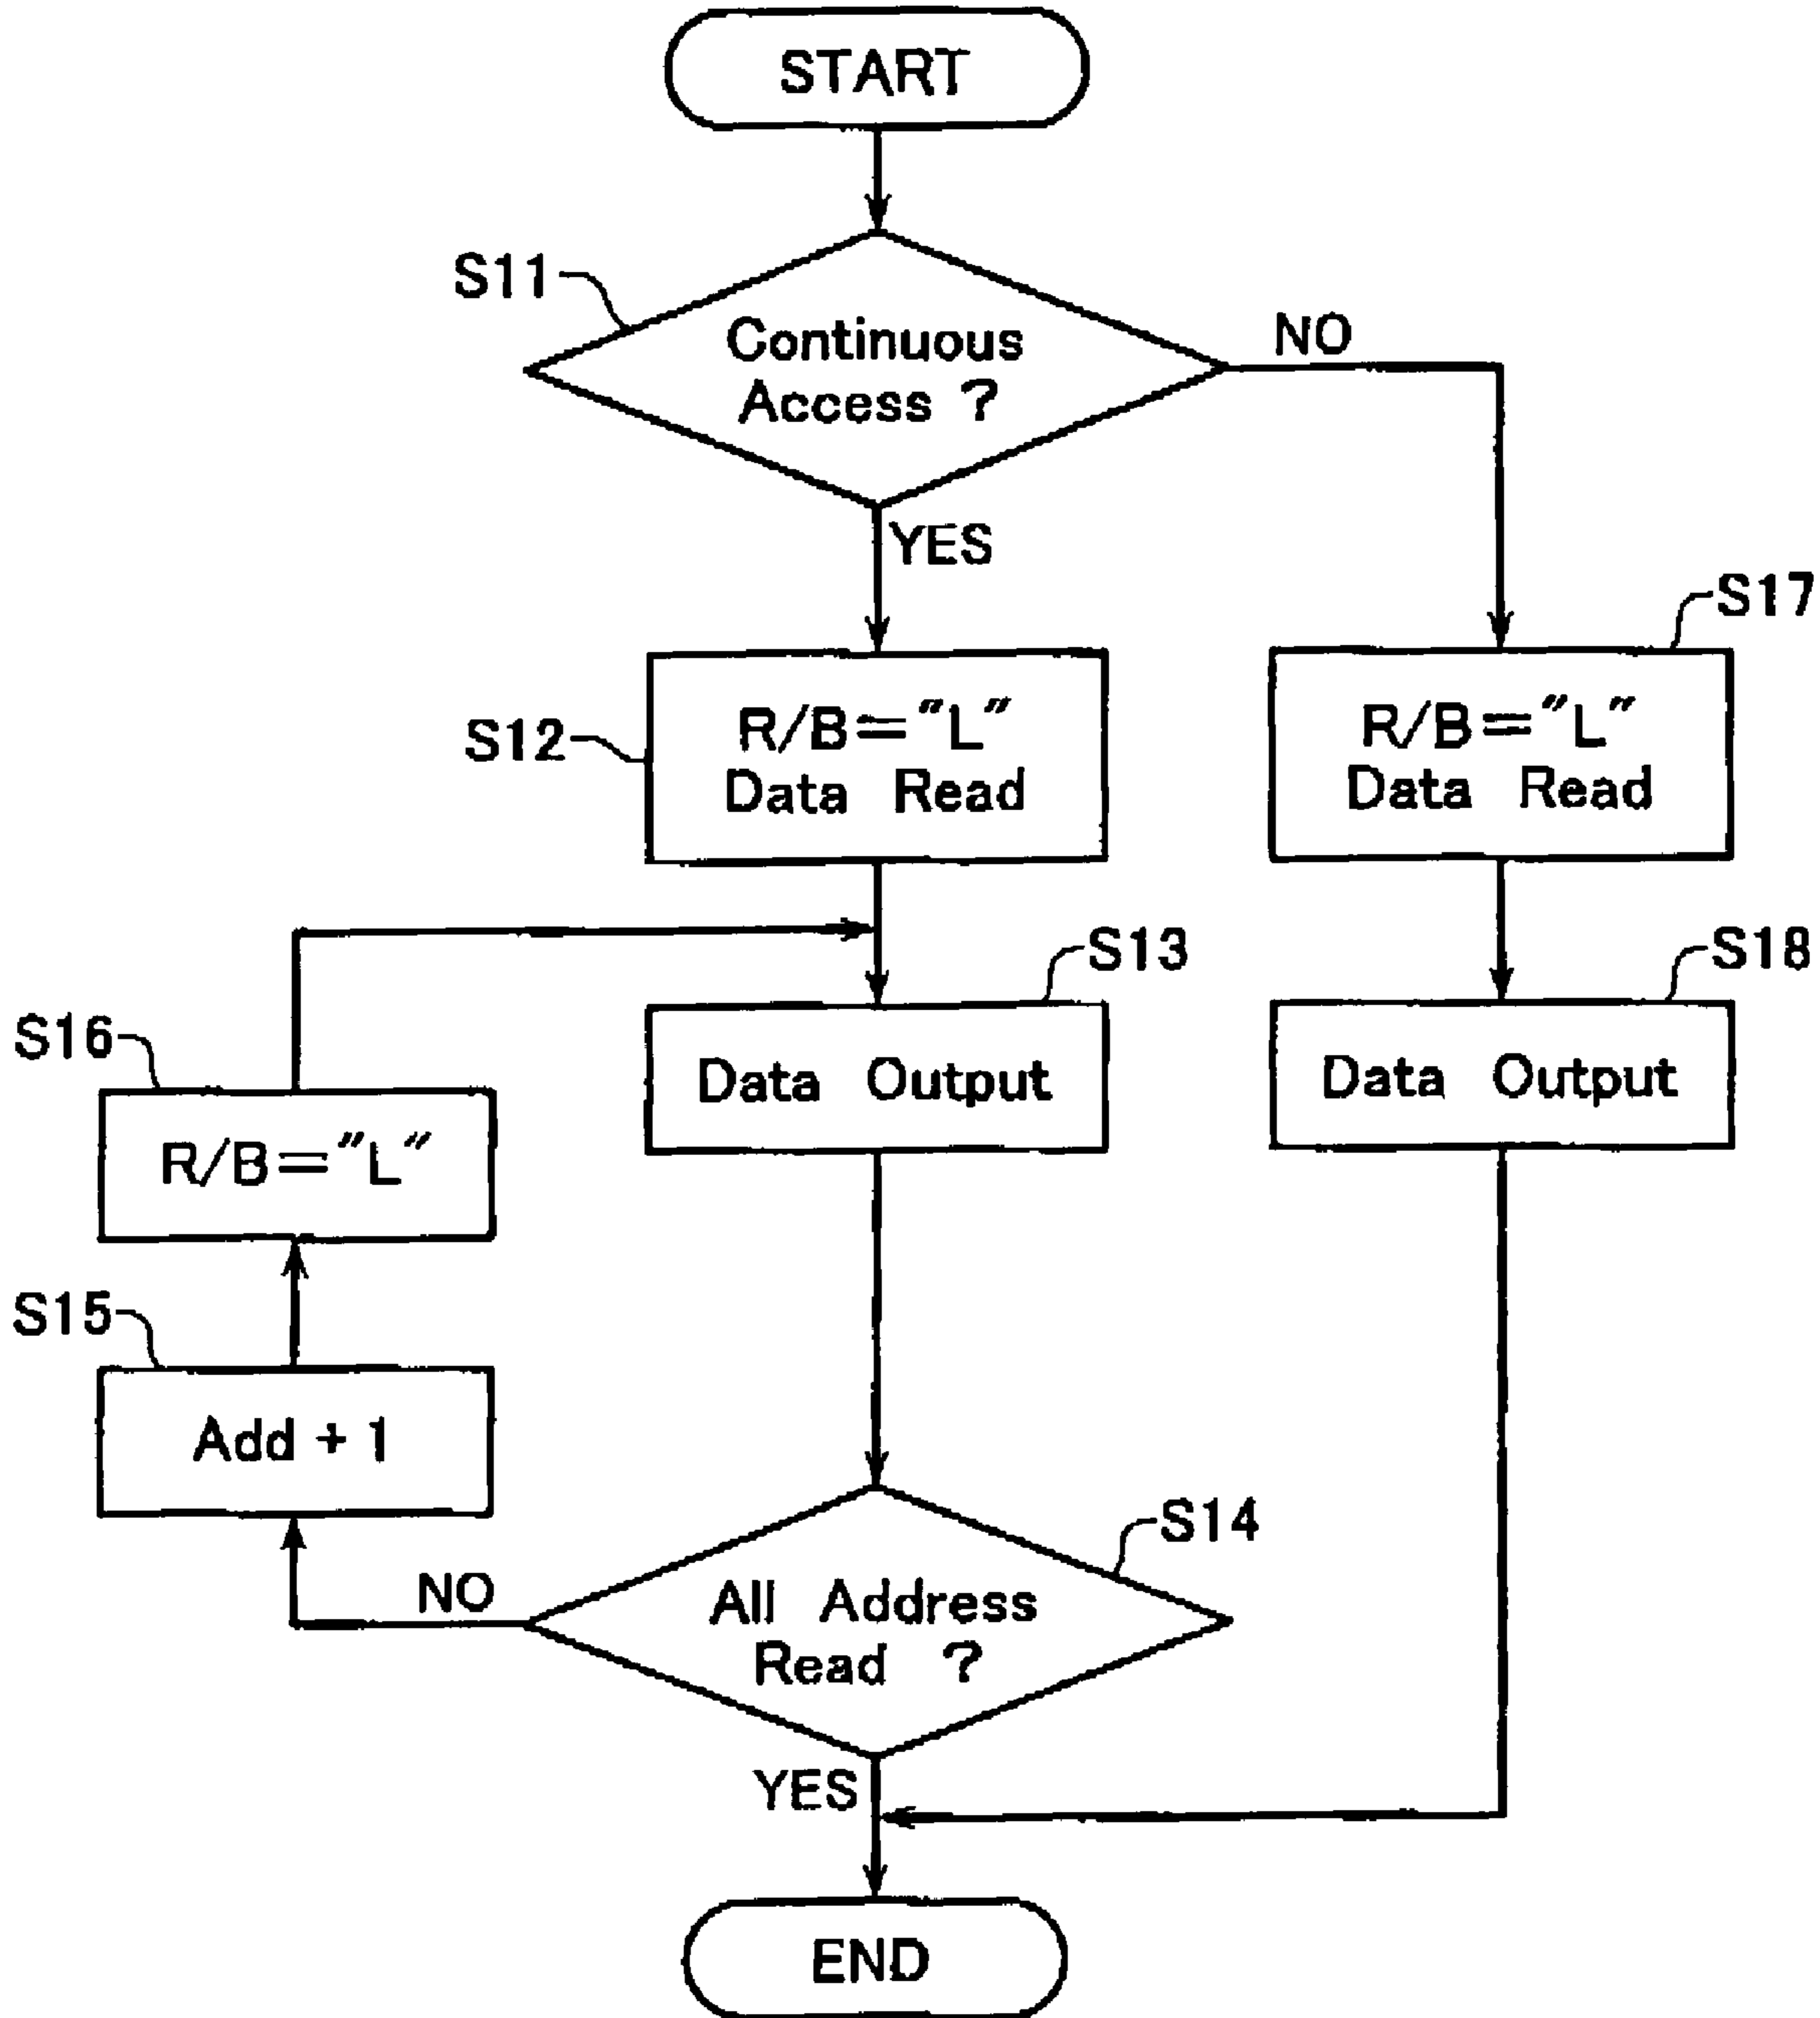 START
S11
Continuous
Access ?
NO
YES
S17
S12
R/B="L"
Data Read
R/B="L"
Data Read
S13
S18
S16
Data Output
Data Output
R/B="L"
S15
Add + 1
S14
NO
All Address
Read ?
YES
END